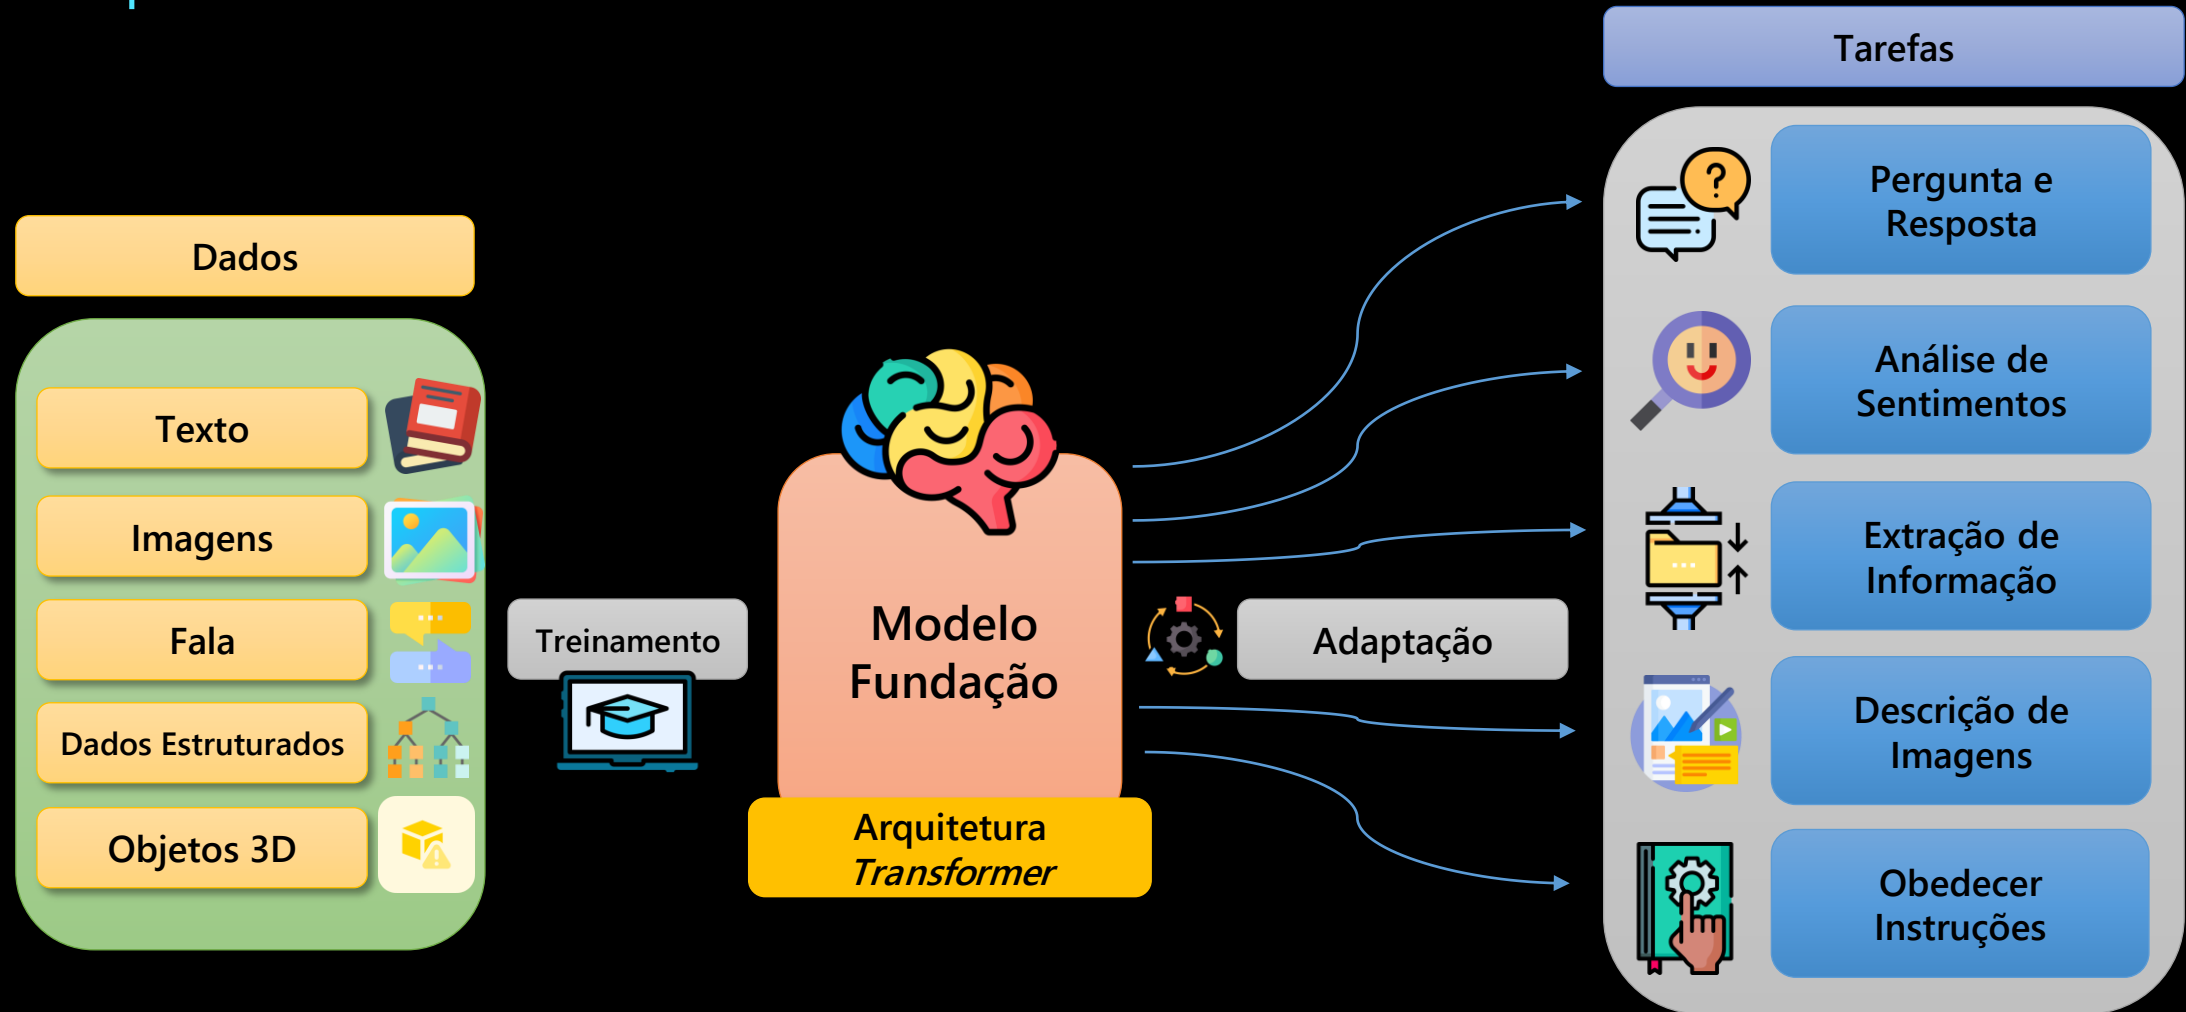 Tarefas
Dados
Texto
Imagens
Fala
Dados Estruturados
Objetos 3D
Treinamento
Modelo
Fundação
Arquitetura
Transformer
Adaptação
Pergunta e
Resposta
Análise de
Sentimentos
Extração de
Informação
Descrição de
Imagens
Obedecer
Instruções